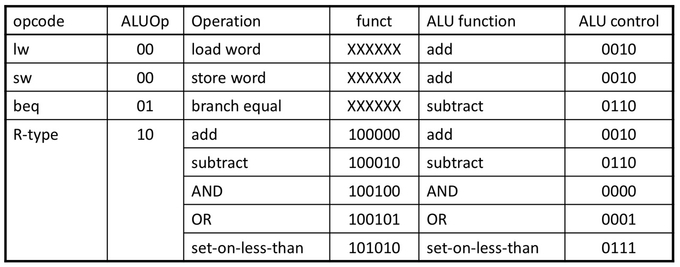 opcode ALUOp Operation funct ALU function ALU control
lw 00 load word XXXXXX add 0010
sw 00 store word XXXXXX add 0010
beq 01 branch equal XXXXXX subtract 0110
R-type 10 add 100000 add 0010
subtract 100010 subtract 0110
AND 100100 AND 0000
OR 100101 OR 0001
set-on-less-than 101010 set-on-less-than 0111